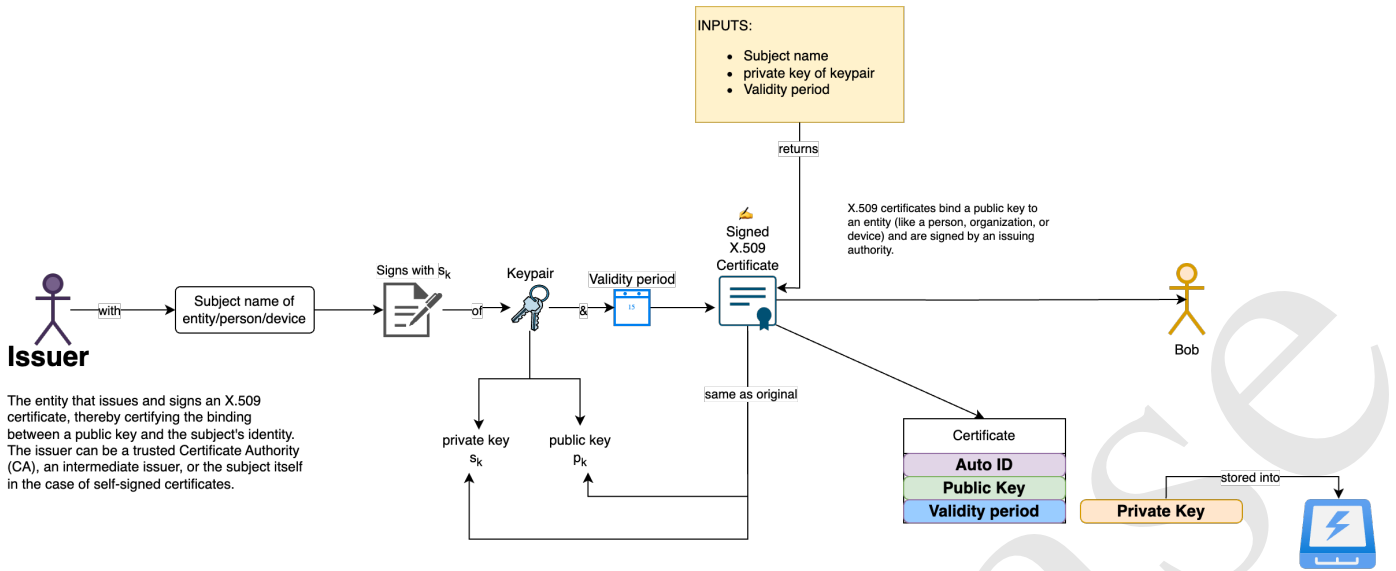 INPUTS:
• Subject name
• private key of keypair
• Validity period
returns
X.509 certificates bind a public key to
an entity (like a person, organization, or
device) and are signed by an issuing
authority.
✍️
Signed
X.509
Certificate
Signs with sk
Keypair
Validity period
with
Subject name of
entity/person/device
of
&
15
Issuer
Bob
The entity that issues and signs an X.509
certificate, thereby certifying the binding
between a public key and the subject's identity.
The issuer can be a trusted Certificate Authority
(CA), an intermediate issuer, or the subject itself
in the case of self-signed certificates.
same as original
private key
sk
public key
pk
Certificate
Auto ID
Public Key
Validity period
Private Key
stored into